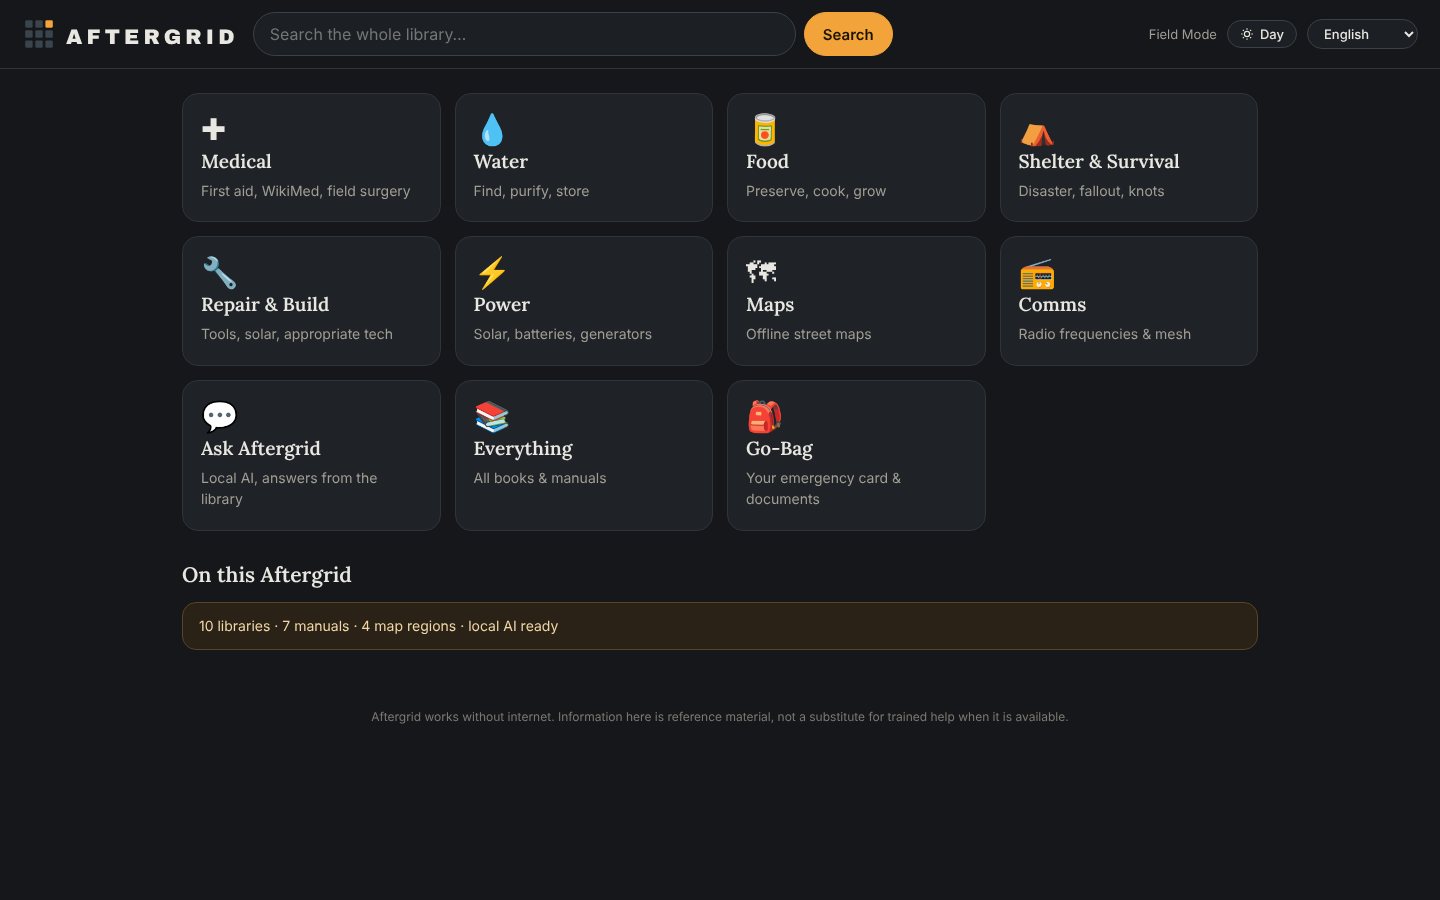 AFTERGRID
Search the whole library...
Search
Field Mode
Day
English
Medical
First aid, WikiMed, field surgery
Water
Find, purify, store
Food
Preserve, cook, grow
Shelter & Survival
Disaster, fallout, knots
Repair & Build
Tools, solar, appropriate tech
Power
Solar, batteries, generators
Maps
Offline street maps
Comms
Radio frequencies & mesh
Ask Aftergrid
Local AI, answers from the
library
Everything
All books & manuals
Go-Bag
Your emergency card &
documents
On this Aftergrid
10 libraries · 7 manuals · 4 map regions · local AI ready
Aftergrid works without internet. Information here is reference material, not a substitute for trained help when it is available.